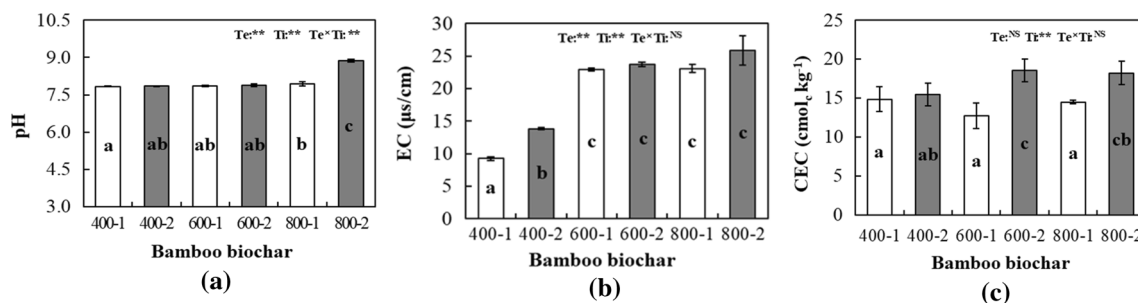 10.5
9.0
7.5
6.0
4.5
3.0
pH
Te:** Ti:** Te×Ti: **
a
ab
ab
ab
b
c
400-1 400-2 600-1 600-2 800-1 800-2
Bamboo biochar
(a)
30
25
20
15
10
5
0
EC (μs/cm)
Te:** Ti:** Te×Ti:NS
a
b
c
c
c
c
400-1 400-2 600-1 600-2 800-1 800-2
Bamboo biochar
(b)
25
20
15
10
5
0
CEC (cmolc kg-1)
Te:NS Ti:** Te×Ti:NS
a
ab
a
c
a
cb
400-1 400-2 600-1 600-2 800-1 800-2
Bamboo biochar
(c)